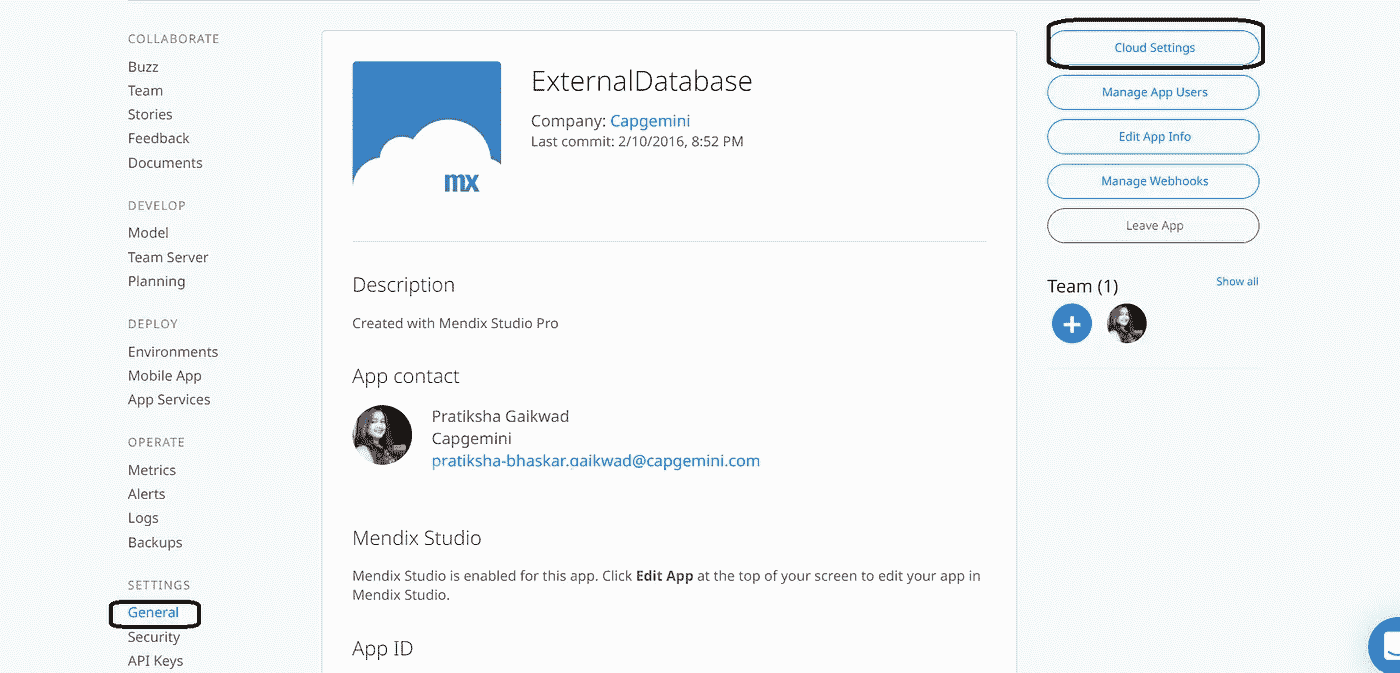 COLLABORATE
Buzz
Team
Stories
Feedback
Documents
DEVELOP
Model
Team Server
Planning
DEPLOY
Environments
Mobile App
App Services
OPERATE
Metrics
Alerts
Logs
Backups
SETTINGS
General
Security
API Keys
mx
ExternalDatabase
Company: Capgemini
Last commit: 2/10/2016, 8:52 PM
Description
Created with Mendix Studio Pro
App contact
Pratiksha Gaikwad
Capgemini
pratiksha-bhaskar.gaikwad@capgemini.com
Mendix Studio
Mendix Studio is enabled for this app. Click Edit App at the top of your screen to edit your app in
Mendix Studio.
App ID
Cloud Settings
Manage App Users
Edit App Info
Manage Webhooks
Leave App
Team (1)
Show all